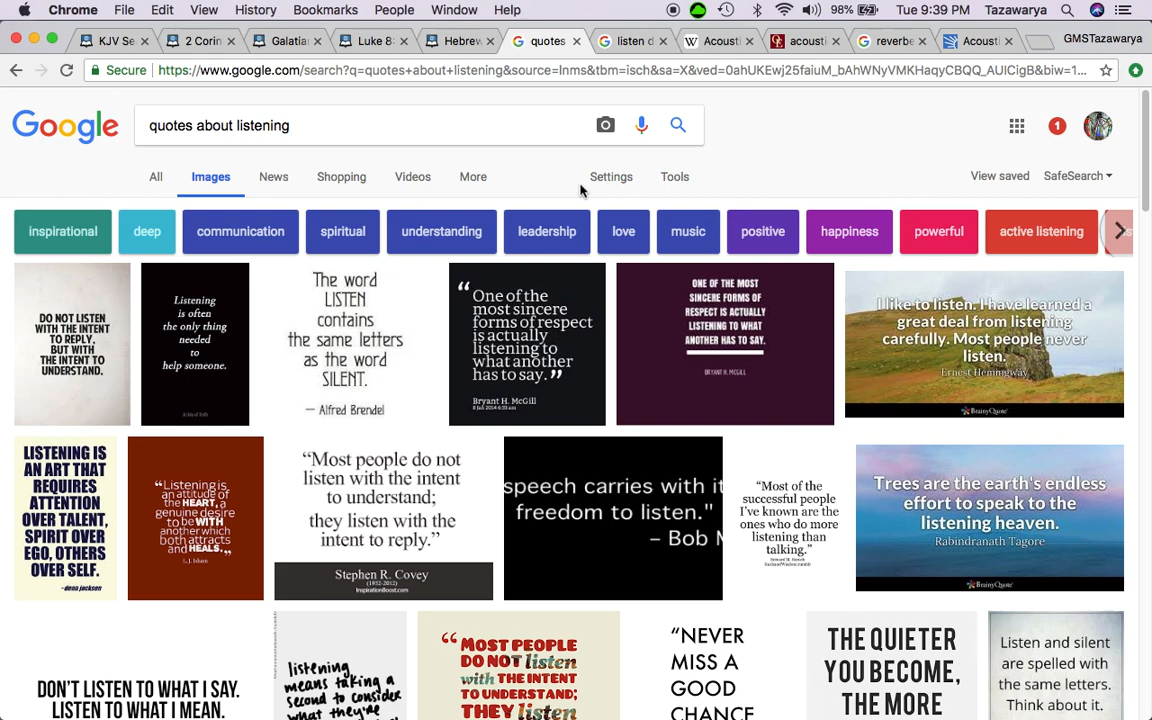 Chrome File Edit View History Bookmarks People Window Help 98% Tue 9:39 PM Tazawarya
KJV Se 2 Corin Galatia Luke 8: Hebrew quotes listen d Acousti acousti reverbe Acousti GMSTazawarya
Secure https://www.google.com/search?q=quotes+about+listening&source=lnms&tbm=isch&sa=X&ved=0ahUKEwj25faiuM_bAhWNyVMKHaqyCBQQ_AUICigB&biw=1...
Google quotes about listening 1
All Images News Shopping Videos More Settings Tools View saved SafeSearch
inspirational deep communication spiritual understanding leadership love music positive happiness powerful active listening
DO NOT LISTEN
WITH THE INTENT
TO REPLY.
BUT WITH
THE INTENT TO
UNDERSTAND.
Listening
is often
the only thing
needed
to
help someone.
The word
LISTEN
contains
the same letters
as the word
SILENT.
— Alfred Brendel
“One of the
most sincere
forms of respect
is actually
listening to
what another
has to say.”
Bryant H. McGill
ONE OF THE MOST
SINCERE FORMS OF
RESPECT IS ACTUALLY
LISTENING TO WHAT
ANOTHER HAS TO SAY.
BRYANT H. MCGILL
I like to listen. I have learned a
great deal from listening
carefully. Most people never
listen.
Ernest Hemingway
BrainyQuote
LISTENING IS
AN ART THAT
REQUIRES
ATTENTION
OVER TALENT,
SPIRIT OVER
EGO, OTHERS
OVER SELF.
-dean jackson
“Listening is
an attitude of
the HEART, a
genuine desire
to be WITH
another which
both attracts
and HEALS.”
L. J. Isham
“Most people do not
listen with the intent
to understand;
they listen with the
intent to reply.”
Stephen R. Covey
(1932-2012)
InspirationBoost.com
speech carries with it
freedom to listen."
– Bob M
“Most of the
successful people
I’ve known are the
ones who do more
listening than
talking.”
Trees are the earth's endless
effort to speak to the
listening heaven.
Rabindranath Tagore
BrainyQuote
DON'T LISTEN TO WHAT I SAY.
LISTEN TO WHAT I MEAN.
listening
means taking a
second to consider
what they're
“MOST PEOPLE
DO NOT listen
with THE INTENT
TO UNDERSTAND;
THEY listen
“NEVER
MISS A
GOOD
CHANCE
THE QUIETER
YOU BECOME,
THE MORE
Listen and silent
are spelled with
the same letters.
Think about it.